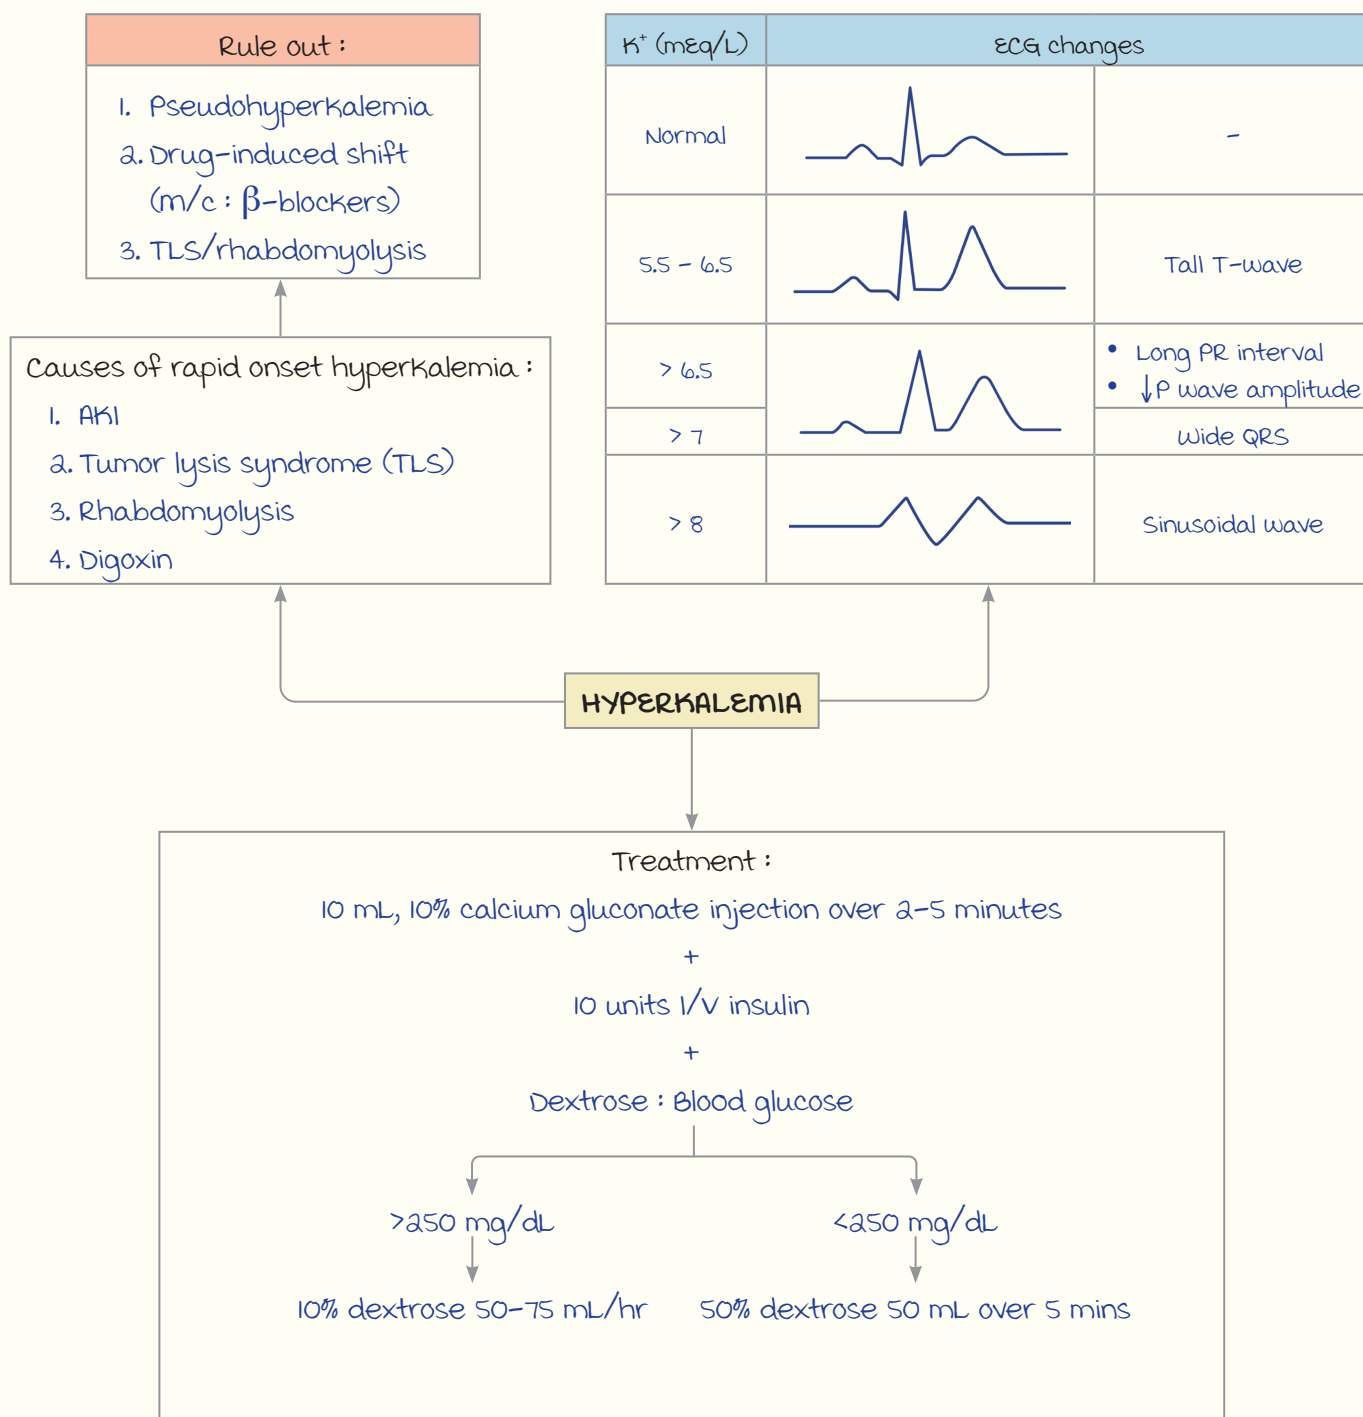 Rule out :
1. Pseudohyperkalemia
2. Drug-induced shift
(m/c : β-blockers)
3. TLS/rhabdomyolysis
Causes of rapid onset hyperkalemia :
1. AKI
2. Tumor lysis syndrome (TLS)
3. Rhabdomyolysis
4. Digoxin
K⁺ (mEq/L) ECG changes
Normal -
5.5 - 6.5 Tall T-wave
> 6.5
• Long PR interval
• ↓P wave amplitude
> 7 Wide QRS
> 8 Sinusoidal wave
HYPERKALEMIA
Treatment :
10 mL, 10% calcium gluconate injection over 2-5 minutes
+
10 units I/V insulin
+
Dextrose : Blood glucose
>250 mg/dL <250 mg/dL
10% dextrose 50-75 mL/hr 50% dextrose 50 mL over 5 mins